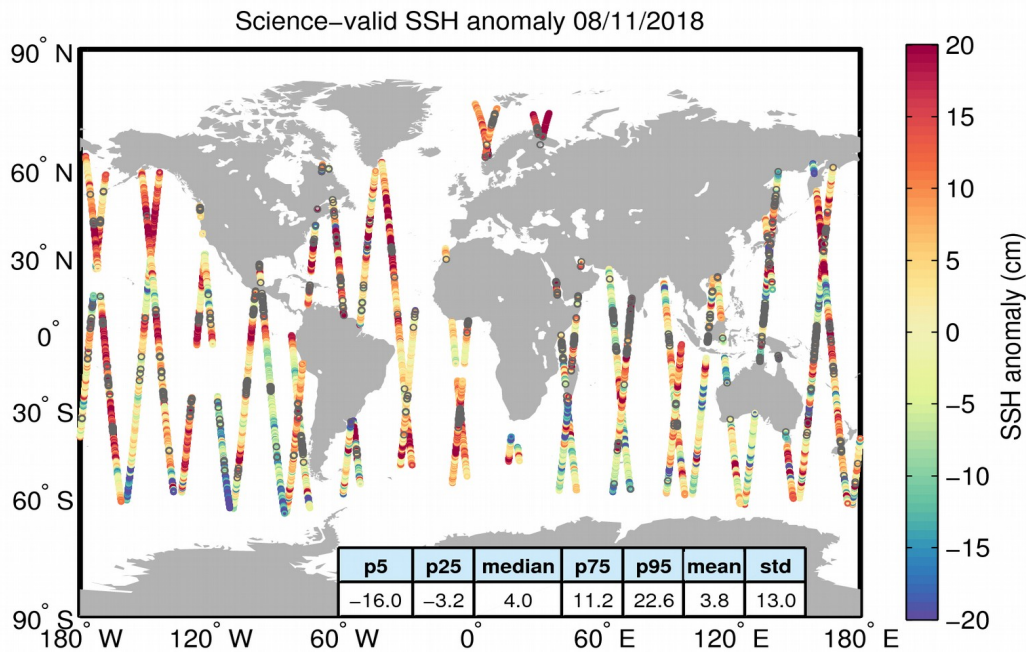 Science−valid SSH anomaly 08/11/2018
90° N
60° N
30° N
0°
30° S
60° S
90° S
180° W
120° W
60° W
0°
60° E
120° E
180° E
p5 p25 median p75 p95 mean std
−16.0 −3.2 4.0 11.2 22.6 3.8 13.0
20
15
10
5
0
−5
−10
−15
−20
SSH anomaly (cm)